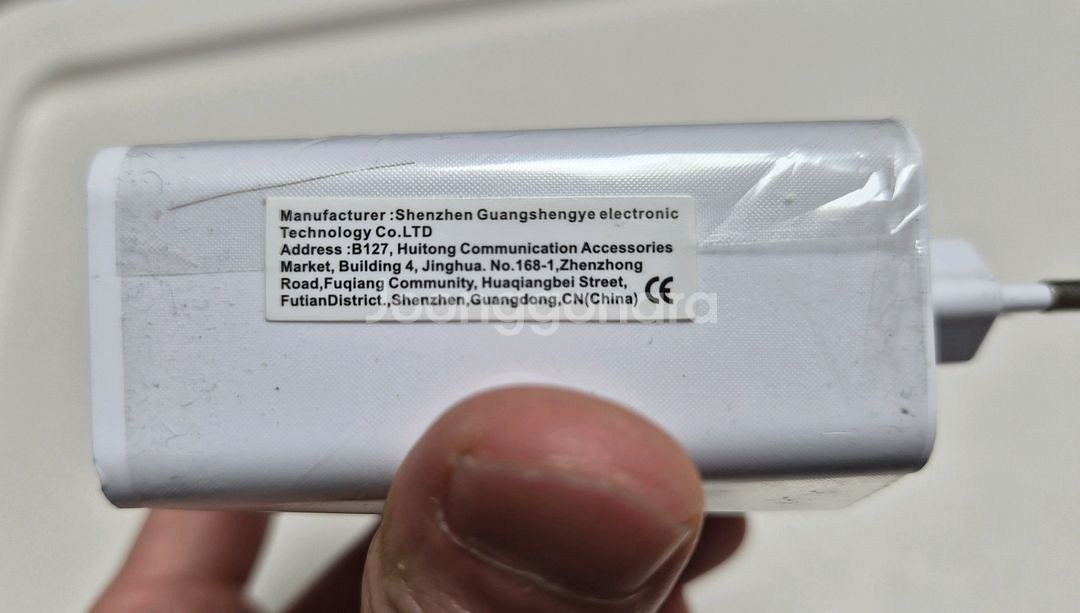 Manufacturer :Shenzhen Guangshengye electronic
Technology Co.LTD
Address :B127, Huitong Communication Accessories
Market, Building 4, Jinghua. No.168-1,Zhenzhong
Road,Fuqiang Community, Huaqiangbei Street,
FutianDistrict.,Shenzhen,Guangdong,CN(China)
CE
joonggonara